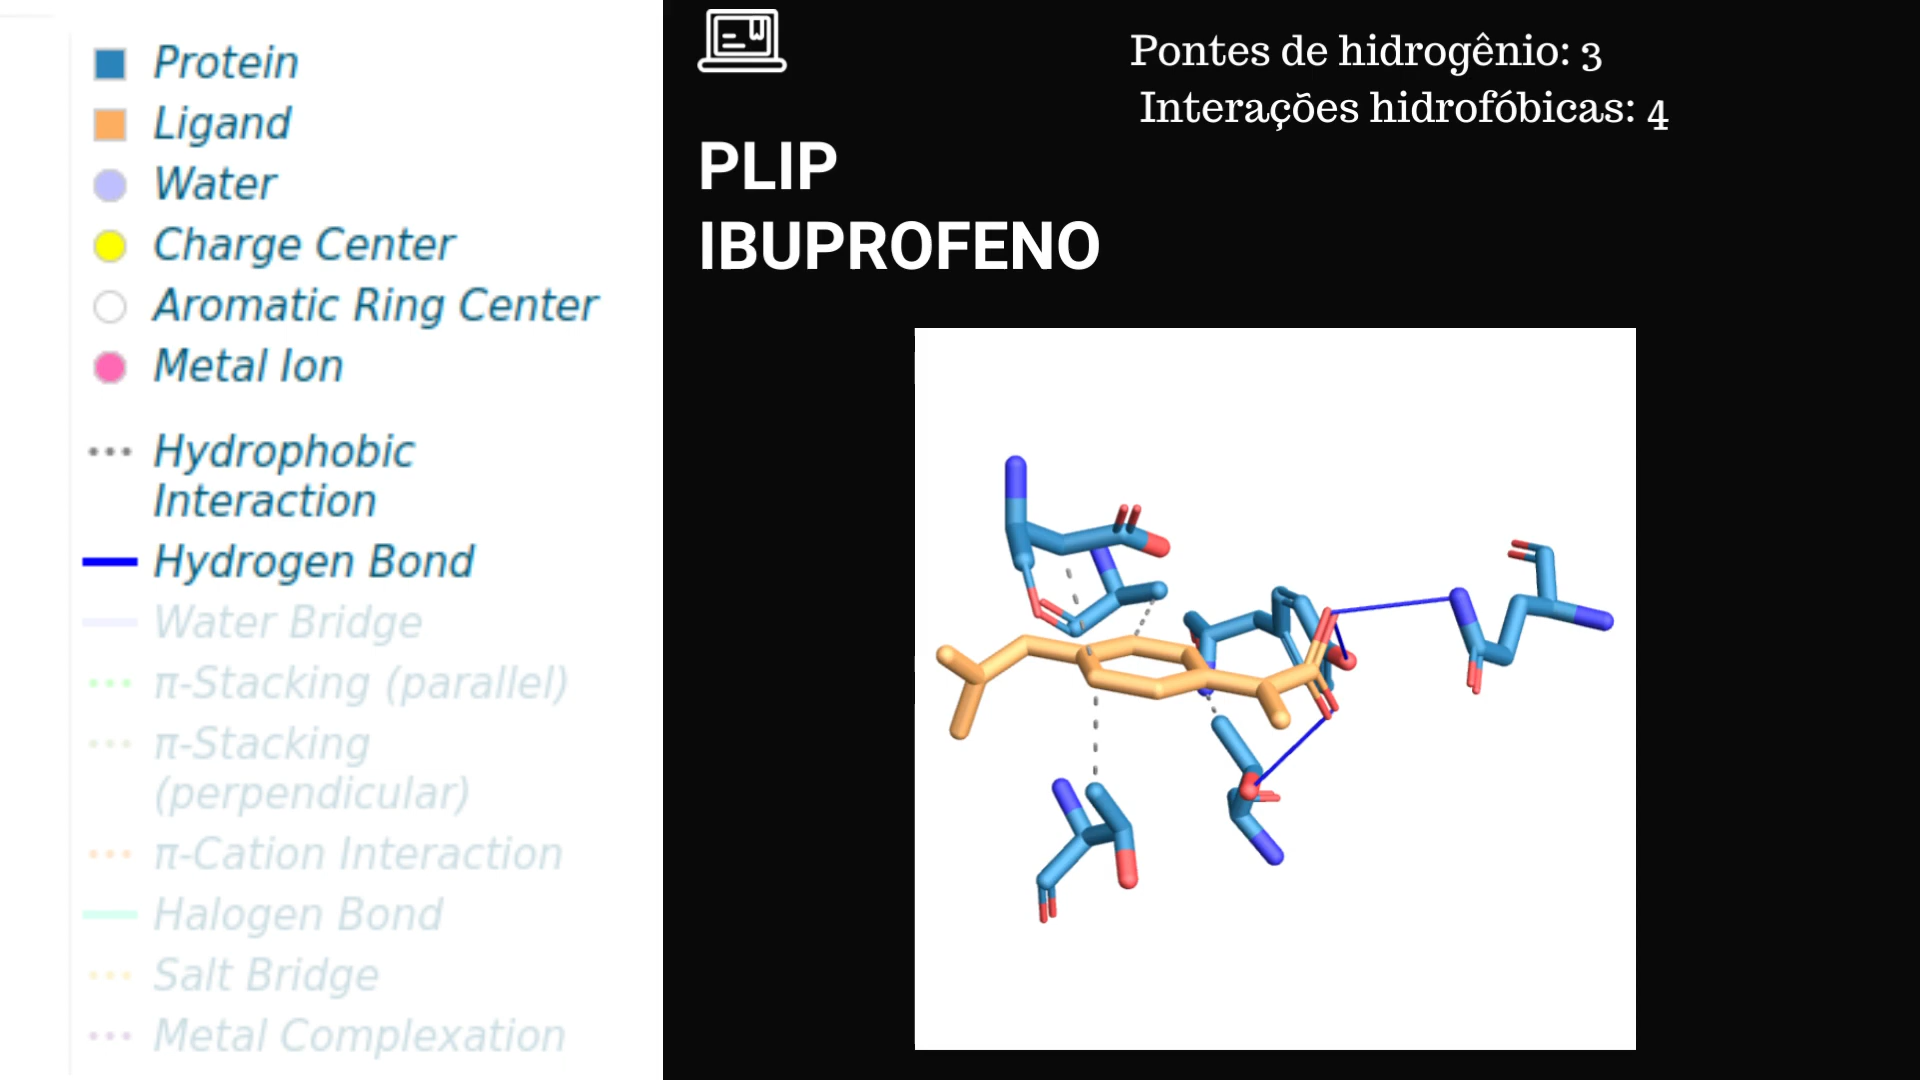 Protein
Ligand
Water
Charge Center
Aromatic Ring Center
Metal Ion
Hydrophobic
Interaction
Hydrogen Bond
Water Bridge
π-Stacking (parallel)
π-Stacking
(perpendicular)
π-Cation Interaction
Halogen Bond
Salt Bridge
Metal Complexation
Pontes de hidrogênio: 3
Interações hidrofóbicas: 4
PLIP
IBUPROFENO